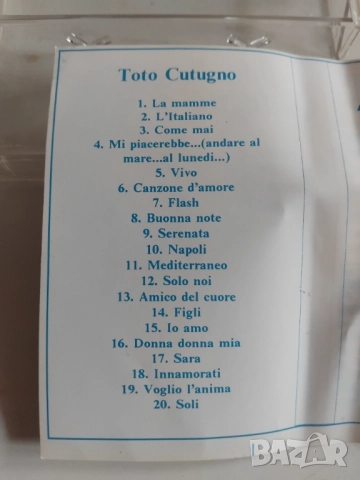 Toto Cutugno
1. La mamme
2. L'Italiano
3. Come mai
4. Mi piacerebbe...(andare al
mare...al lunedi...)
5. Vivo
6. Canzone d'amore
7. Flash
8. Buonna note
9. Serenata
10. Napoli
11. Mediterraneo
12. Solo noi
13. Amico del cuore
14. Figli
15. Io amo
16. Donna donna mia
17. Sara
18. Innamorati
19. Voglio l'anima
20. Soli
bazar